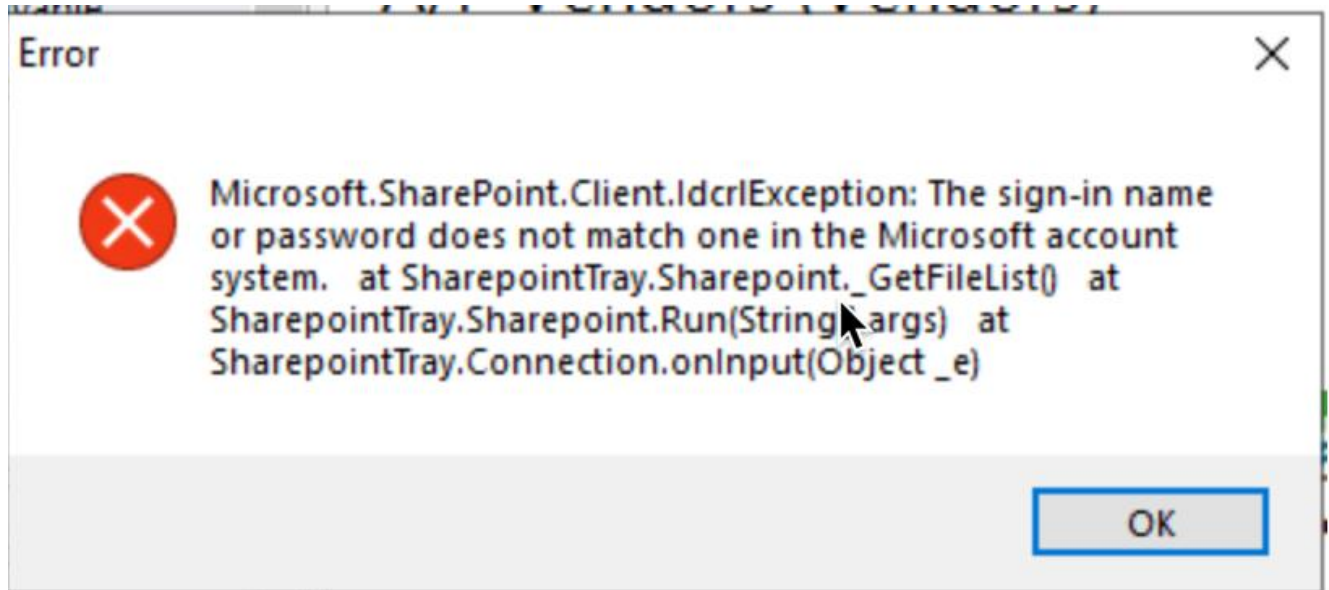 Error
Microsoft.SharePoint.Client.IdcrlException: The sign-in name
or password does not match one in the Microsoft account
system.   at SharepointTray.Sharepoint._GetFileList()   at
SharepointTray.Sharepoint.Run(String args)   at
SharepointTray.Connection.onInput(Object _e)
OK